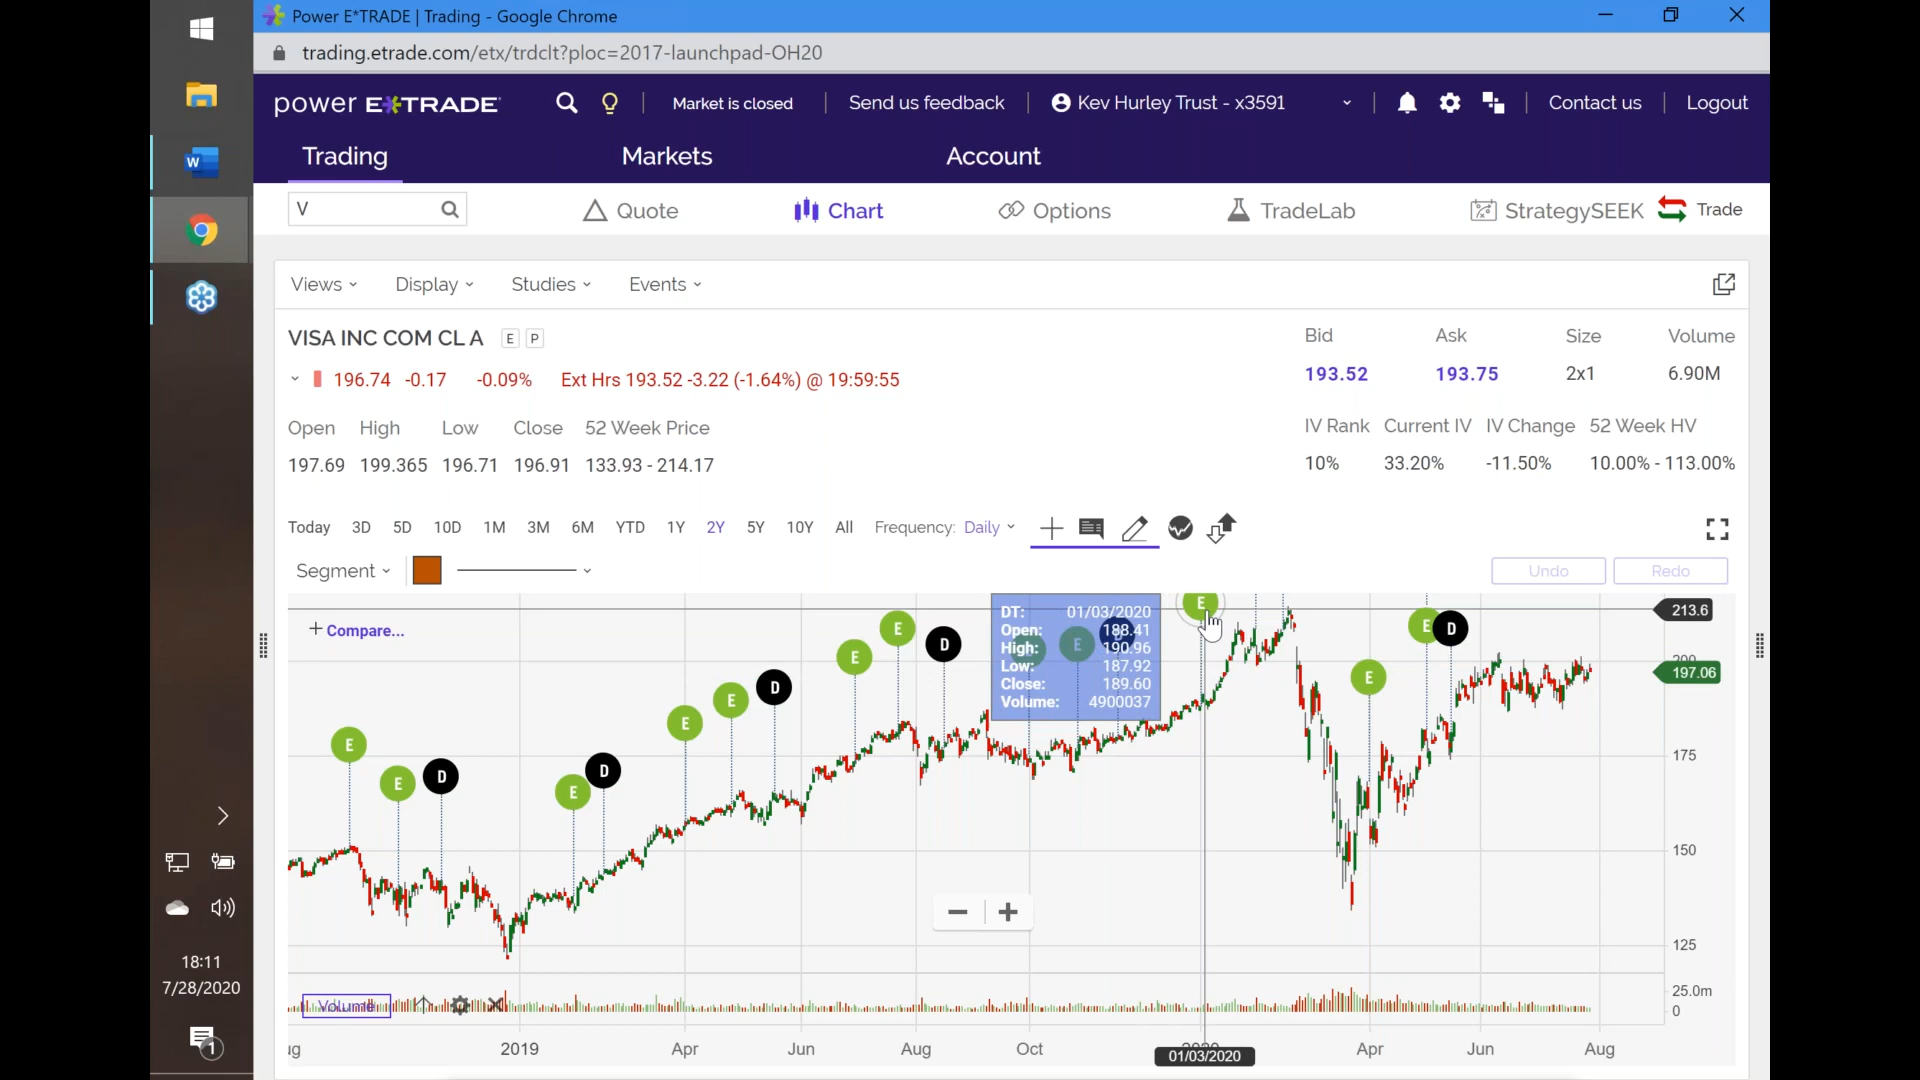 Power E*TRADE | Trading - Google Chrome
trading.etrade.com/etx/trdclt?ploc=2017-launchpad-OH20
power E*TRADE
Market is closed
Send us feedback
Kev Hurley Trust - x3591
Contact us
Logout
Trading
Markets
Account
V
Quote
Chart
Options
TradeLab
StrategySEEK
Trade
Views
Display
Studies
Events
VISA INC COM CL A E P
196.74 -0.17 -0.09% Ext Hrs 193.52 -3.22 (-1.64%) @ 19:59:55
Bid Ask Size Volume
193.52 193.75 2x1 6.90M
Open High Low Close 52 Week Price
197.69 199.365 196.71 196.91 133.93 - 214.17
IV Rank Current IV IV Change 52 Week HV
10% 33.20% -11.50% 10.00% - 113.00%
Today 3D 5D 10D 1M 3M 6M YTD 1Y 2Y 5Y 10Y All Frequency: Daily
Segment
Undo Redo
+ Compare...
DT: 01/03/2020
Open: 188.41
High: 190.96
Low: 187.92
Close: 189.60
Volume: 4900037
E E D E D E E D E E D E E E E D
213.6
197.06
175
150
125
25.0m
0
Volume
ug 2019 Apr Jun Aug Oct Apr Jun Aug
01/03/2020
W
18:11
7/28/2020
1